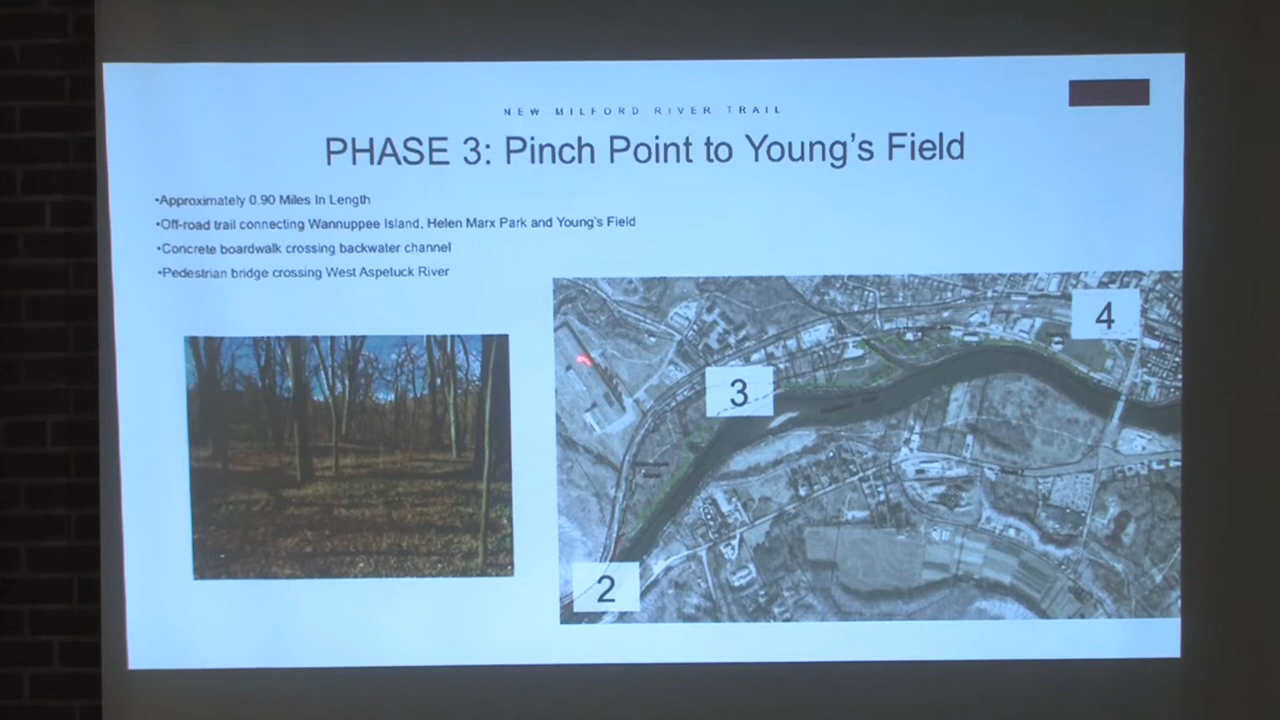 NEW MILFORD RIVER TRAIL
PHASE 3: Pinch Point to Young's Field
•Approximately 0.90 Miles In Length
•Off-road trail connecting Wannuppee Island, Helen Marx Park and Young's Field
•Concrete boardwalk crossing backwater channel
•Pedestrian bridge crossing West Aspetuck River
4
3
2